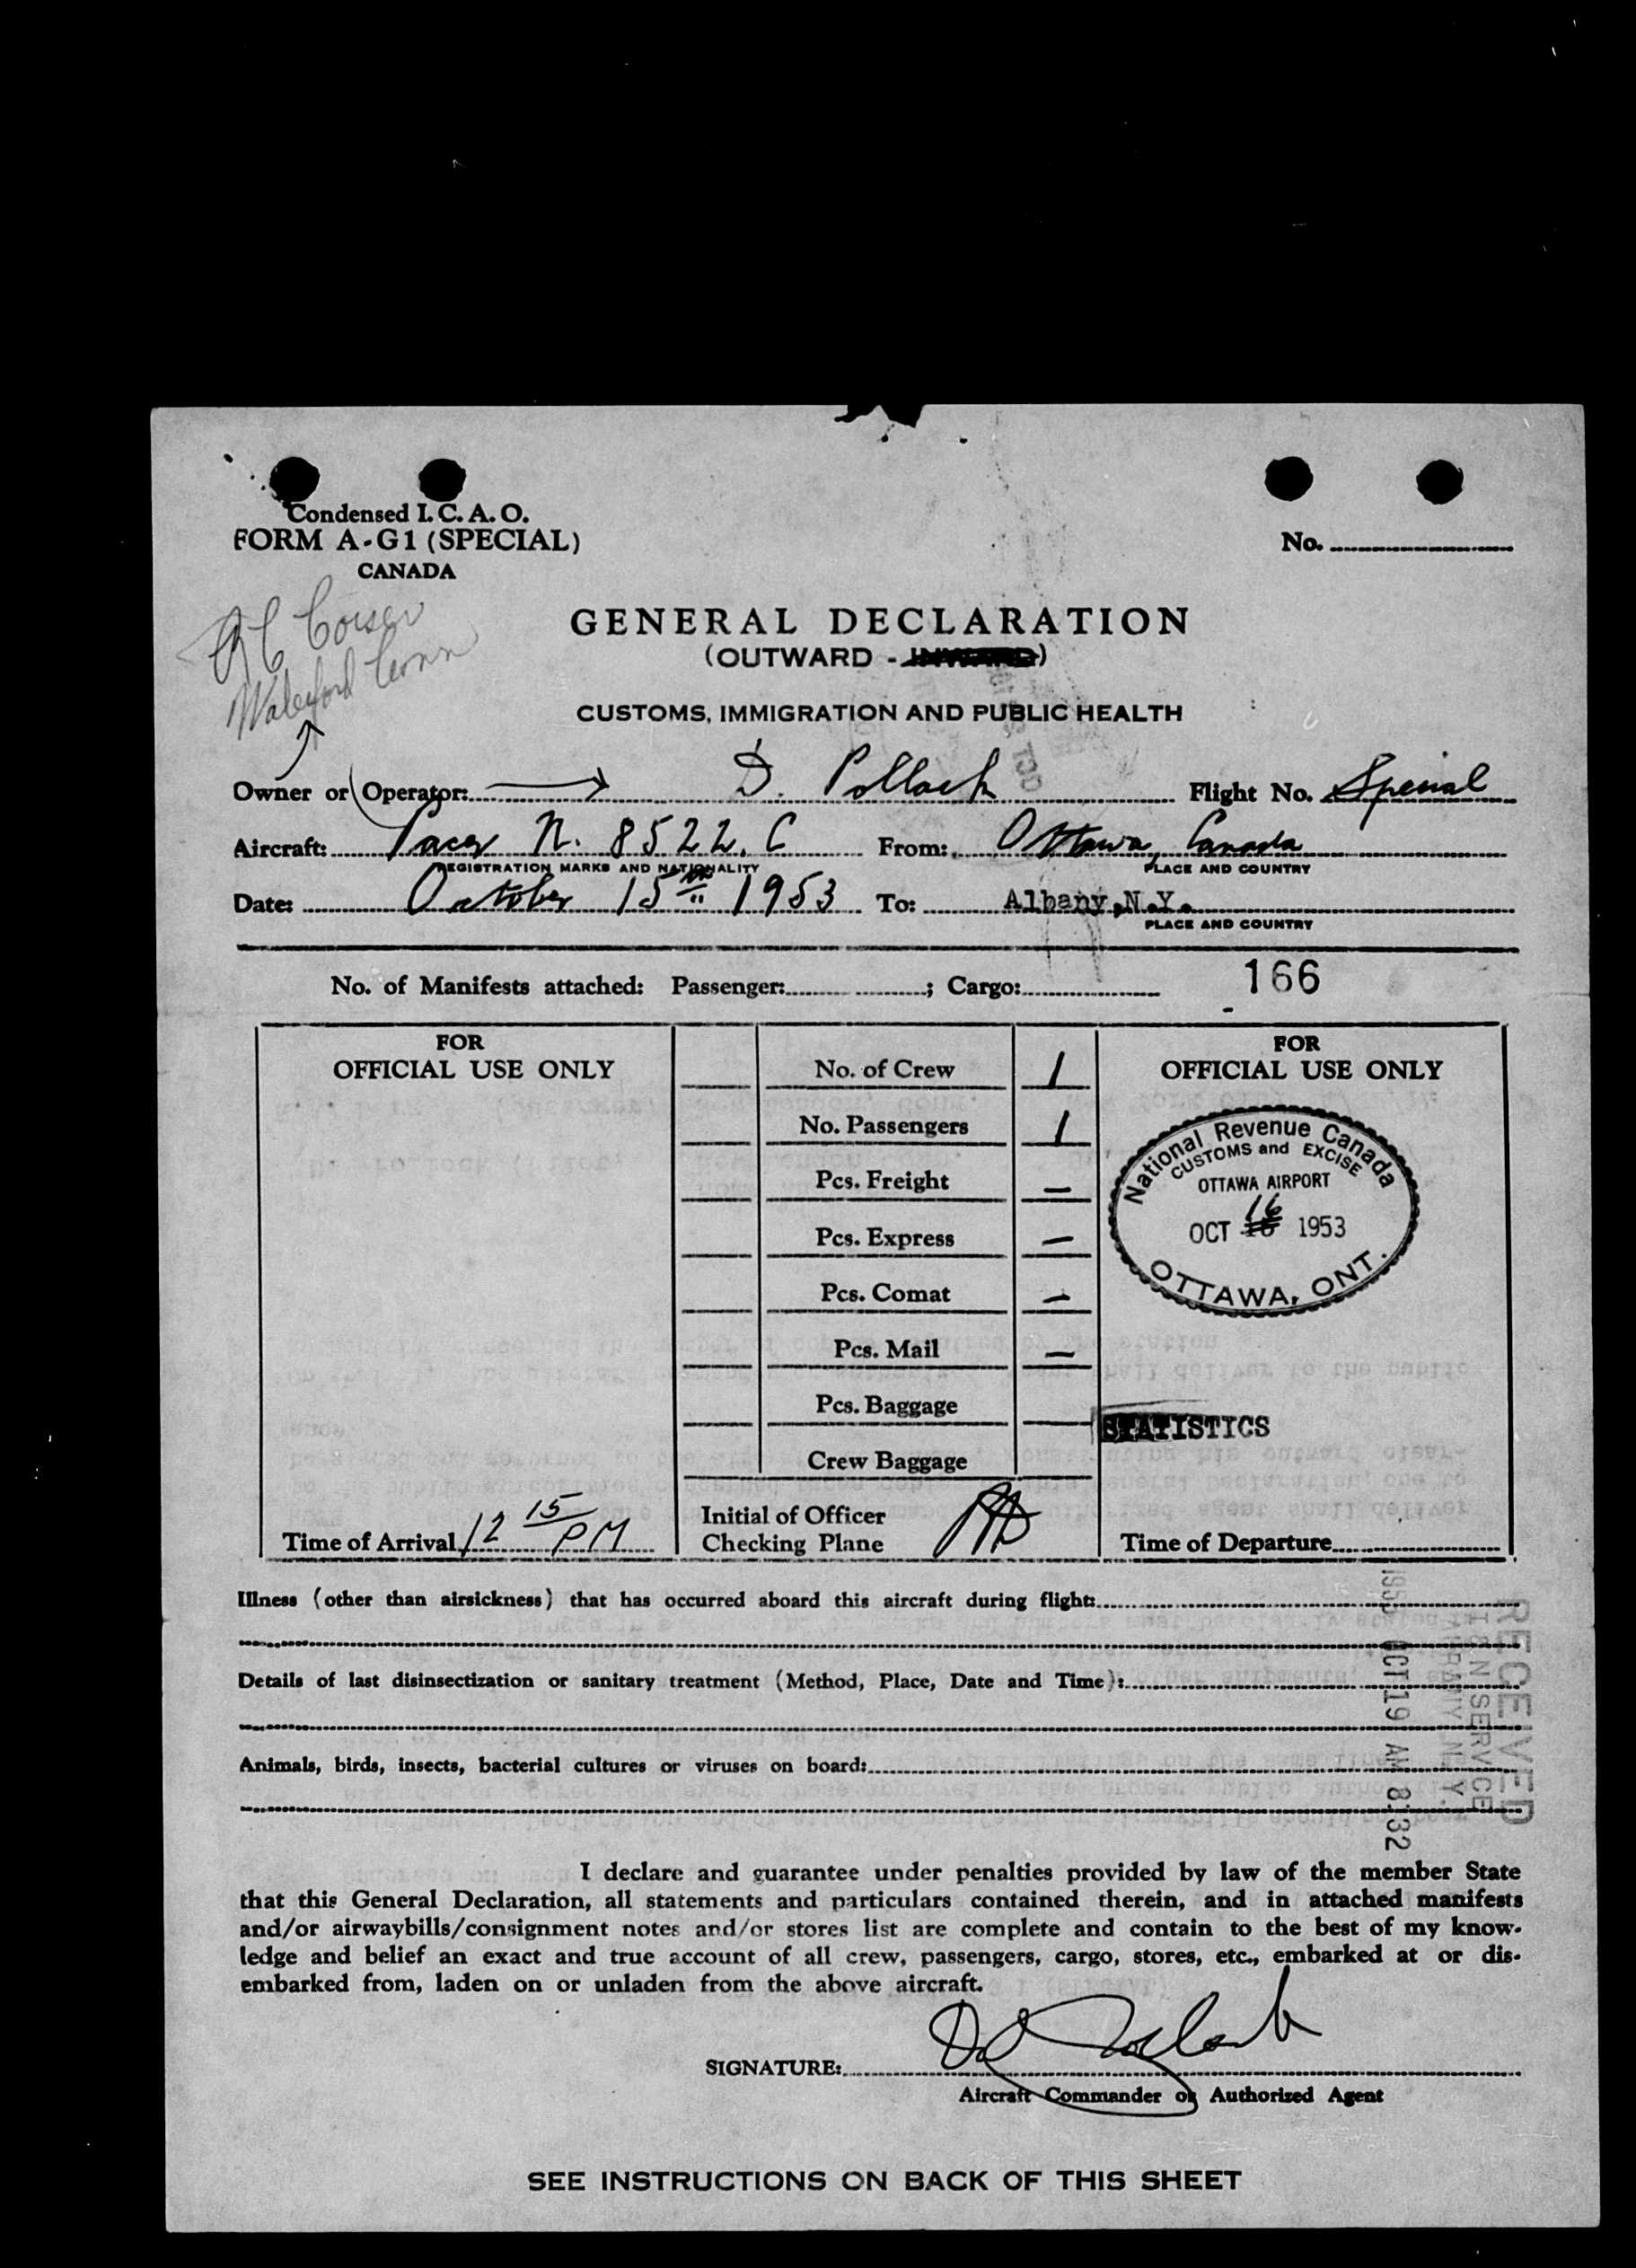 Condensed I. C. A. O.
FORM A-G1 (SPECIAL)
CANADA
No.
Conn
GENERAL DECLARATION
(OUTWARD - INWARD)
CUSTOMS, IMMIGRATION AND PUBLIC HEALTH
Owner or Operator: D. Pollack Flight No. Special
Aircraft: Pacer N. 8522. C From: Ottawa, Canada
REGISTRATION MARKS AND NATIONALITY PLACE AND COUNTRY
Date: October 15th 1953 To: Albany, N.Y.
PLACE AND COUNTRY
No. of Manifests attached: Passenger: ; Cargo: 166
FOR
OFFICIAL USE ONLY
No. of Crew 1
No. Passengers 1
Pcs. Freight —
Pcs. Express —
Pcs. Comat —
Pcs. Mail —
Pcs. Baggage
Crew Baggage
Time of Arrival 12 15 PM
Initial of Officer
Checking Plane
FOR
OFFICIAL USE ONLY
National Revenue Canada
CUSTOMS and EXCISE
OTTAWA AIRPORT
OCT 16 1953
OTTAWA, ONT.
STATISTICS
Time of Departure
Illness (other than airsickness) that has occurred aboard this aircraft during flight:
Details of last disinsectization or sanitary treatment (Method, Place, Date and Time):
Animals, birds, insects, bacterial cultures or viruses on board:
RECEIVED
I & N SERVICE
ALBANY N. Y.
1953 OCT 19 AM 8:32
I declare and guarantee under penalties provided by law of the member State
that this General Declaration, all statements and particulars contained therein, and in attached manifests
and/or airwaybills/consignment notes and/or stores list are complete and contain to the best of my know-
ledge and belief an exact and true account of all crew, passengers, cargo, stores, etc., embarked at or dis-
embarked from, laden on or unladen from the above aircraft.
SIGNATURE:
Aircraft Commander or Authorized Agent
SEE INSTRUCTIONS ON BACK OF THIS SHEET